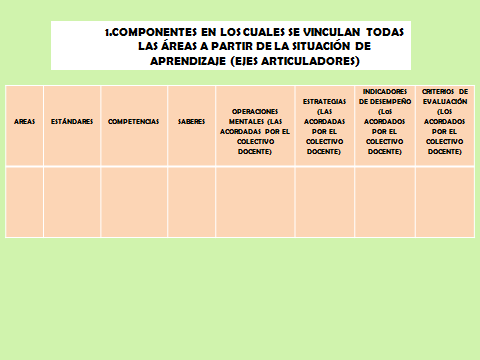 1.COMPONENTES EN LOS CUALES SE VINCULAN TODAS
LAS ÁREAS A PARTIR DE LA SITUACIÓN DE
APRENDIZAJE (EJES ARTICULADORES)
AREAS
ESTÁNDARES
COMPETENCIAS
SABERES
OPERACIONES
MENTALES (LAS
ACORDADAS POR EL
COLECTIVO
DOCENTE)
ESTRATEGIAS
(LAS
ACORDADAS
POR EL
COLECTIVO
DOCENTE)
INDICADORES
DE DESEMPEÑO
(LoS
ACORDADOS
POR EL
COLECTIVO
DOCENTE)
CRITERIOS DE
EVALUACIÓN
(LOS
ACORDADOS
POR EL
COLECTIVO
DOCENTE)